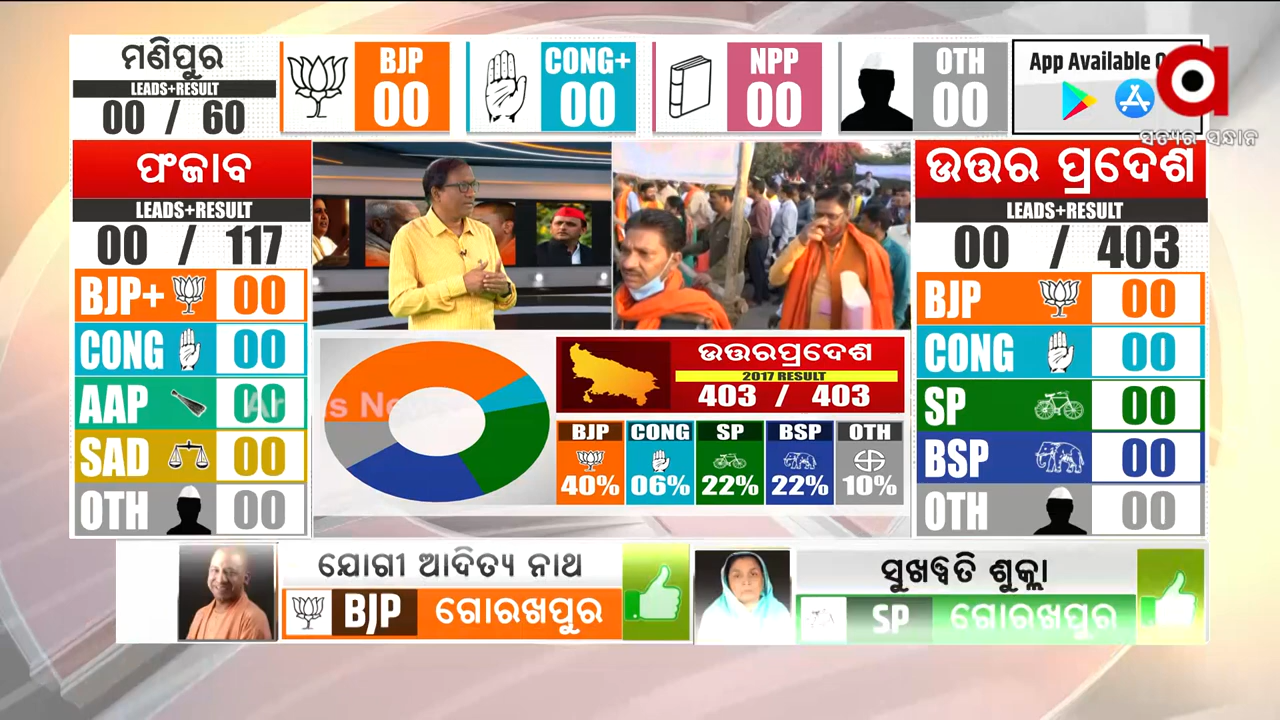 ମଣିପୁର
LEADS+RESULT
00 / 60
BJP
00
CONG+
00
NPP
00
OTH
00
App Available O
ସତ୍ୟର ସନ୍ଧାନ
ପଂଜାବ
LEADS+RESULT
00 / 117
BJP+ 00
CONG 00
AAP 00
SAD 00
OTH 00
ଉତ୍ତରପ୍ରଦେଶ
2017 RESULT
403 / 403
BJP CONG SP BSP OTH
40% 06% 22% 22% 10%
ଉତ୍ତର ପ୍ରଦେଶ
LEADS+RESULT
00 / 403
BJP 00
CONG 00
SP 00
BSP 00
OTH 00
ଯୋଗୀ ଆଦିତ୍ୟ ନାଥ
BJP ଗୋରଖପୁର
ଶୁକ୍ଲା
SP ଗୋରଖପୁର